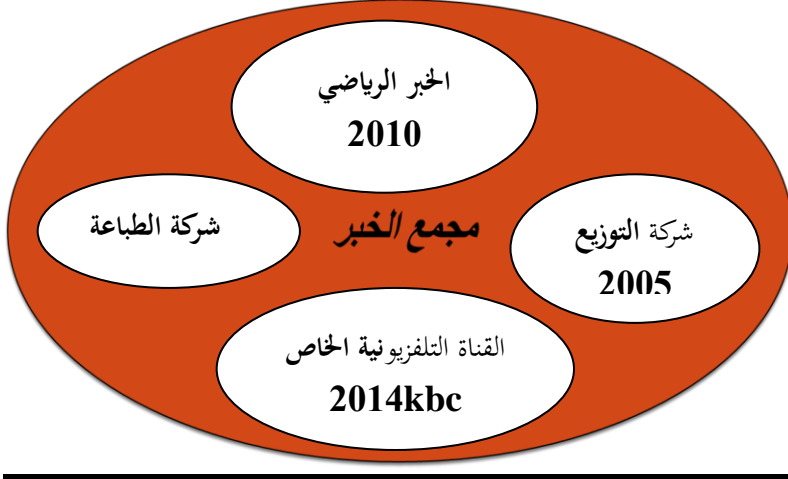 الخبر الرياضي
2010
شركة الطباعة
مجمع الخبر
شركة التوزيع
2005
القناة التلفزيونية الخاص
2014kbc